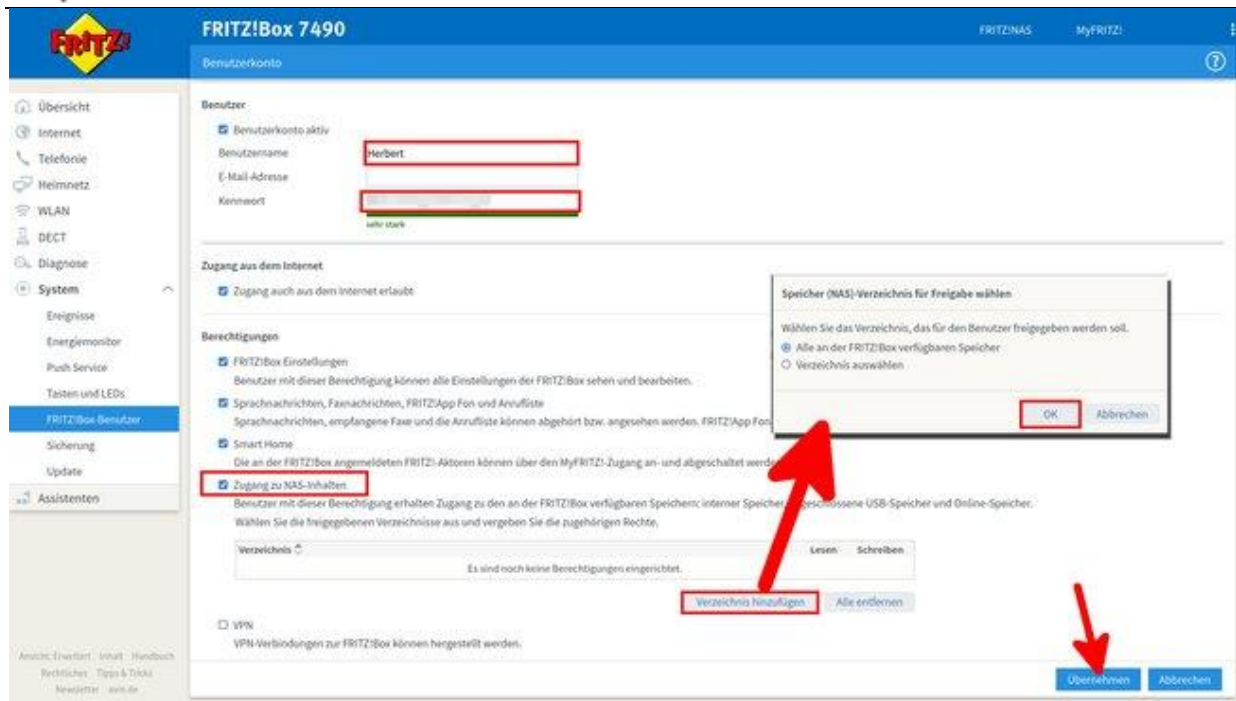 FRITZ!
FRITZ!Box 7490
FRITZ!NAS
MyFRITZ!
Benutzerkonto
Übersicht
Internet
Telefonie
Heimnetz
WLAN
DECT
Diagnose
System
Ereignisse
Energiemonitor
Push Service
Tasten und LEDs
FRITZ!Box-Benutzer
Sicherung
Update
Assistenten
Ansicht: Erweitert Inhalt Handbuch
Rechtliches Tipps & Tricks
Newsletter avm.de
Benutzer
Benutzerkonto aktiv
Benutzername Herbert
E-Mail-Adresse
Kennwort
sehr stark
Zugang aus dem Internet
Zugang auch aus dem Internet erlaubt
Berechtigungen
FRITZ!Box Einstellungen
Benutzer mit dieser Berechtigung können alle Einstellungen der FRITZ!Box sehen und bearbeiten.
Sprachnachrichten, Faxnachrichten, FRITZ!App Fon und Anrufliste
Sprachnachrichten, empfangene Faxe und die Anrufliste können abgehört bzw. angesehen werden. FRITZ!App Fon
Smart Home
Die an der FRITZ!Box angemeldeten FRITZ!-Aktoren können über den MyFRITZ!-Zugang an- und abgeschaltet
Zugang zu NAS-Inhalten
Benutzer mit dieser Berechtigung erhalten Zugang zu den an der FRITZ!Box verfügbaren Speichern: interner Speicher, USB-Speicher und Online-Speicher.
Wählen Sie die freigegebenen Verzeichnisse aus und vergeben Sie die zugehörigen Rechte.
Verzeichnis Lesen Schreiben
Es sind noch keine Berechtigungen eingerichtet.
Verzeichnis hinzufügen Alle entfernen
VPN
VPN-Verbindungen zur FRITZ!Box können hergestellt werden.
Speicher (NAS)-Verzeichnis für Freigabe wählen
Wählen Sie das Verzeichnis, das für den Benutzer freigegeben werden soll.
Alle an der FRITZ!Box verfügbaren Speicher
Verzeichnis auswählen
OK Abbrechen
Übernehmen Abbrechen